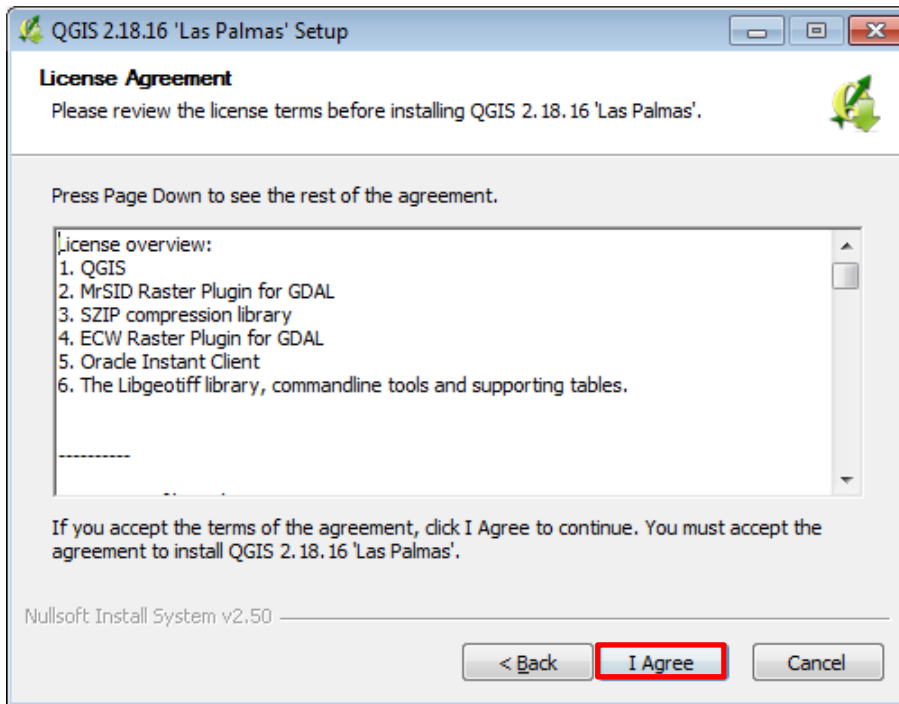 QGIS 2.18.16 'Las Palmas' Setup
License Agreement
Please review the license terms before installing QGIS 2.18.16 'Las Palmas'.
Press Page Down to see the rest of the agreement.
License overview:
1. QGIS
2. MrSID Raster Plugin for GDAL
3. SZIP compression library
4. ECW Raster Plugin for GDAL
5. Oracle Instant Client
6. The Libgeotiff library, commandline tools and supporting tables.
----------
If you accept the terms of the agreement, click I Agree to continue. You must accept the
agreement to install QGIS 2.18.16 'Las Palmas'.
Nullsoft Install System v2.50
< Back
I Agree
Cancel